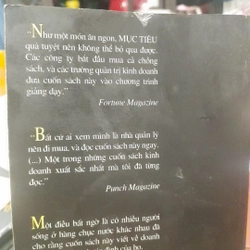 "NHƯ MỘT MÓN ĂN NGON, MỤC TIÊU
quả tuyệt nên không thể bỏ qua được.
Các công ty bắt đầu mua cả chồng
sách, và các trường quản trị kinh doanh
đưa cuốn sách này vào chương trình
giảng dạy."
Fortune Magazine
"Bất cứ ai xem mình là nhà quản lý
nên đi mua, và đọc cuốn sách này ngay.
(...) Một trong những cuốn sách kinh
doanh xuất sắc nhất mà tôi đã từng
đọc."
Punch Magazine
Một điều bất ngờ là có nhiều người
sống ở hàng chục nước khác nhau đã
cho rằng cuốn sách này viết về doanh